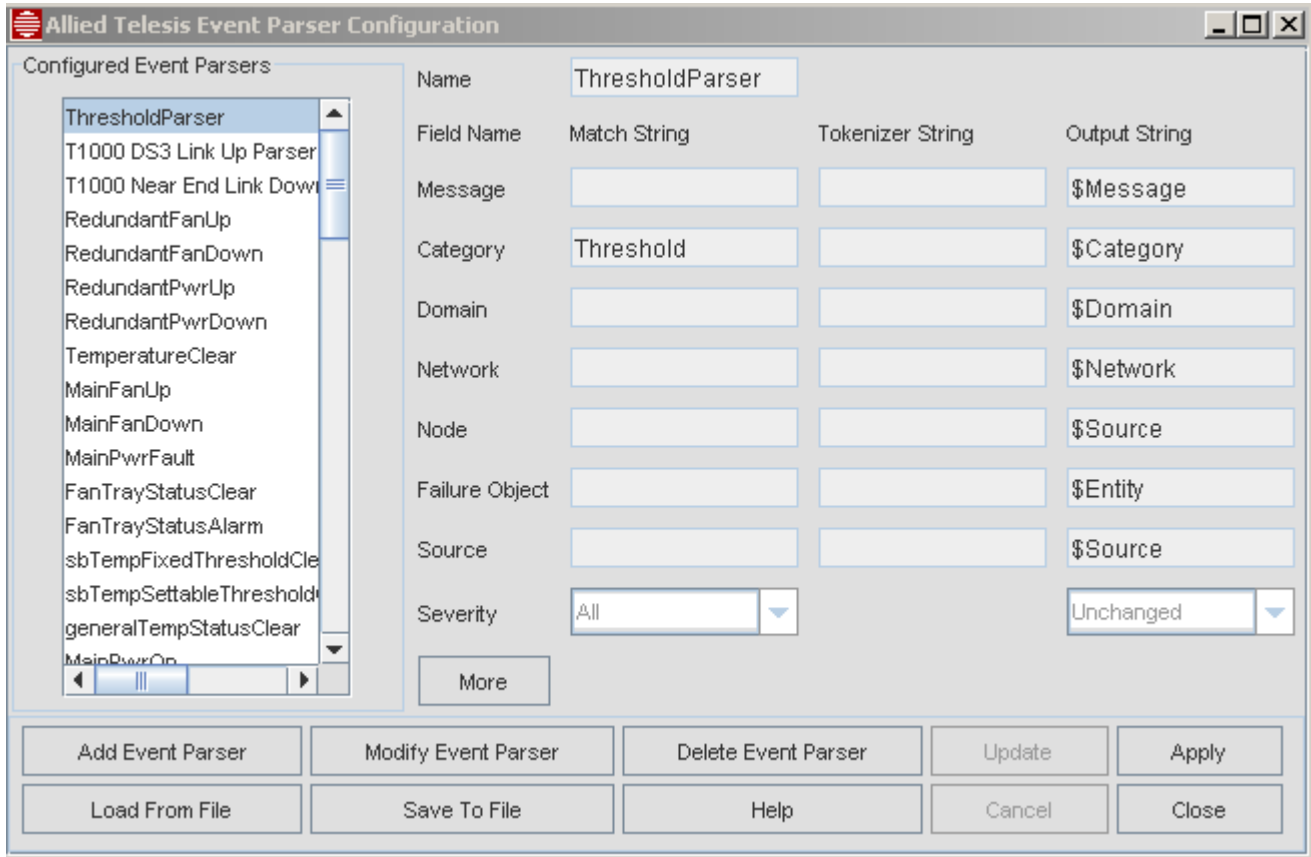 Allied Telesis Event Parser Configuration
Configured Event Parsers
ThresholdParser
T1000 DS3 Link Up Parser
T1000 Near End Link Down
RedundantFanUp
RedundantFanDown
RedundantPwrUp
RedundantPwrDown
TemperatureClear
MainFanUp
MainFanDown
MainPwrFault
FanTrayStatusClear
FanTrayStatusAlarm
sbTempFixedThresholdCle
sbTempSettableThreshold
generalTempStatusClear
MainPwrOn
Name ThresholdParser
Field Name Match String Tokenizer String Output String
Message $Message
Category Threshold $Category
Domain $Domain
Network $Network
Node $Source
Failure Object $Entity
Source $Source
Severity All Unchanged
More
Add Event Parser Modify Event Parser Delete Event Parser Update Apply
Load From File Save To File Help Cancel Close